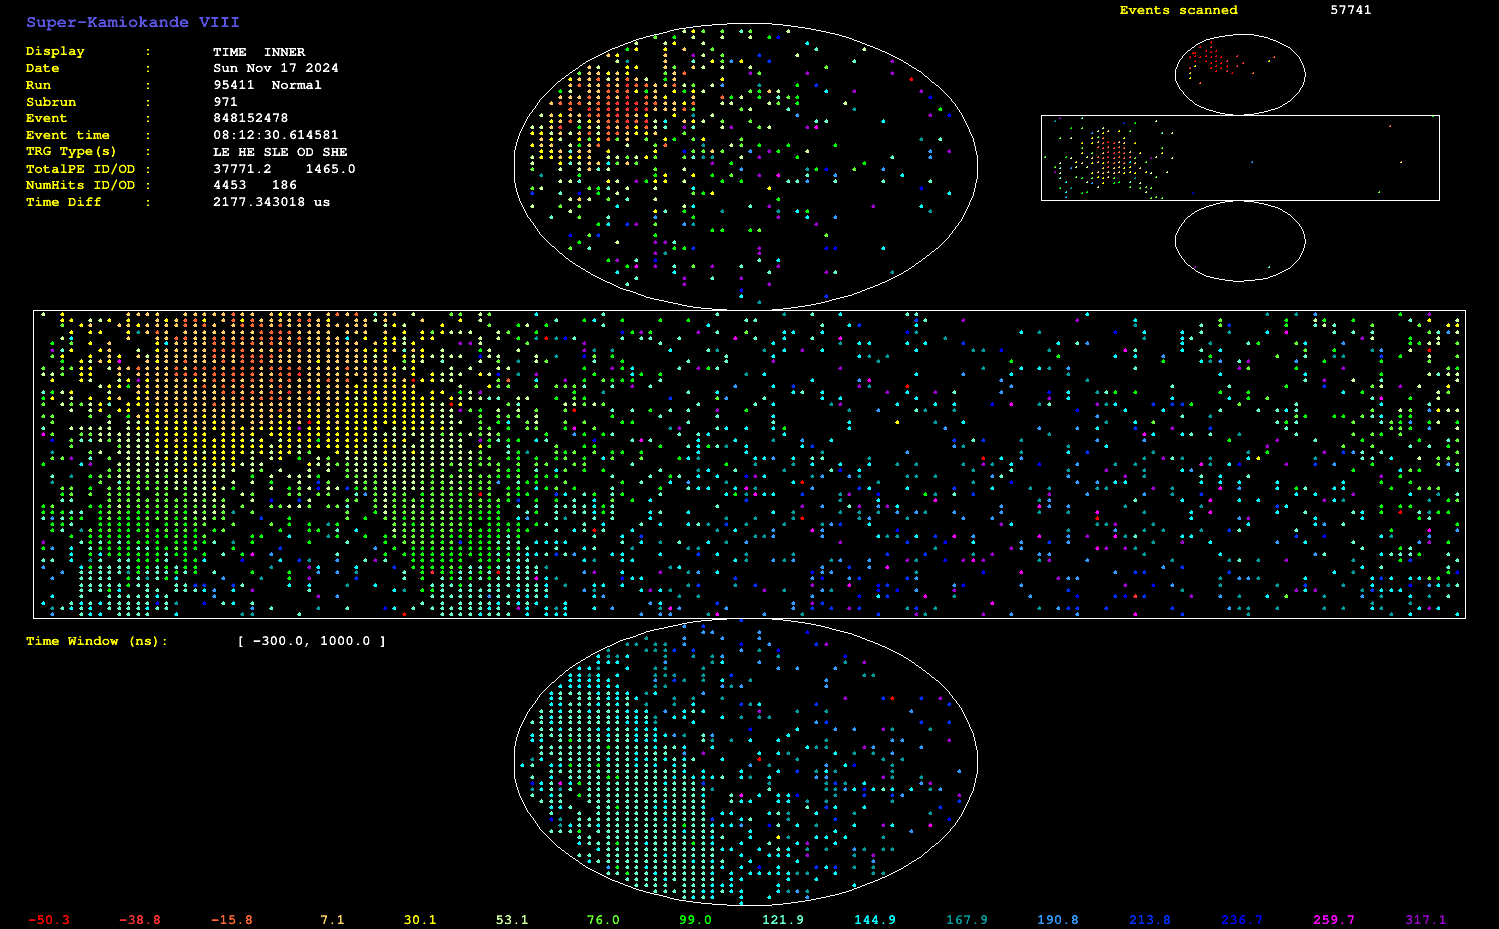 Super-Kamiokande VIII
Events scanned 57741
Display : TIME INNER
Date : Sun Nov 17 2024
Run : 95411 Normal
Subrun : 971
Event : 848152478
Event time : 08:12:30.614581
TRG Type(s) : LE HE SLE OD SHE
TotalPE ID/OD : 37771.2 1465.0
NumHits ID/OD : 4453 186
Time Diff : 2177.343018 us
Time Window (ns): [ -300.0, 1000.0 ]
-50.3 -38.8 -15.8 7.1 30.1 53.1 76.0 99.0 121.9 144.9 167.9 190.8 213.8 236.7 259.7 317.1